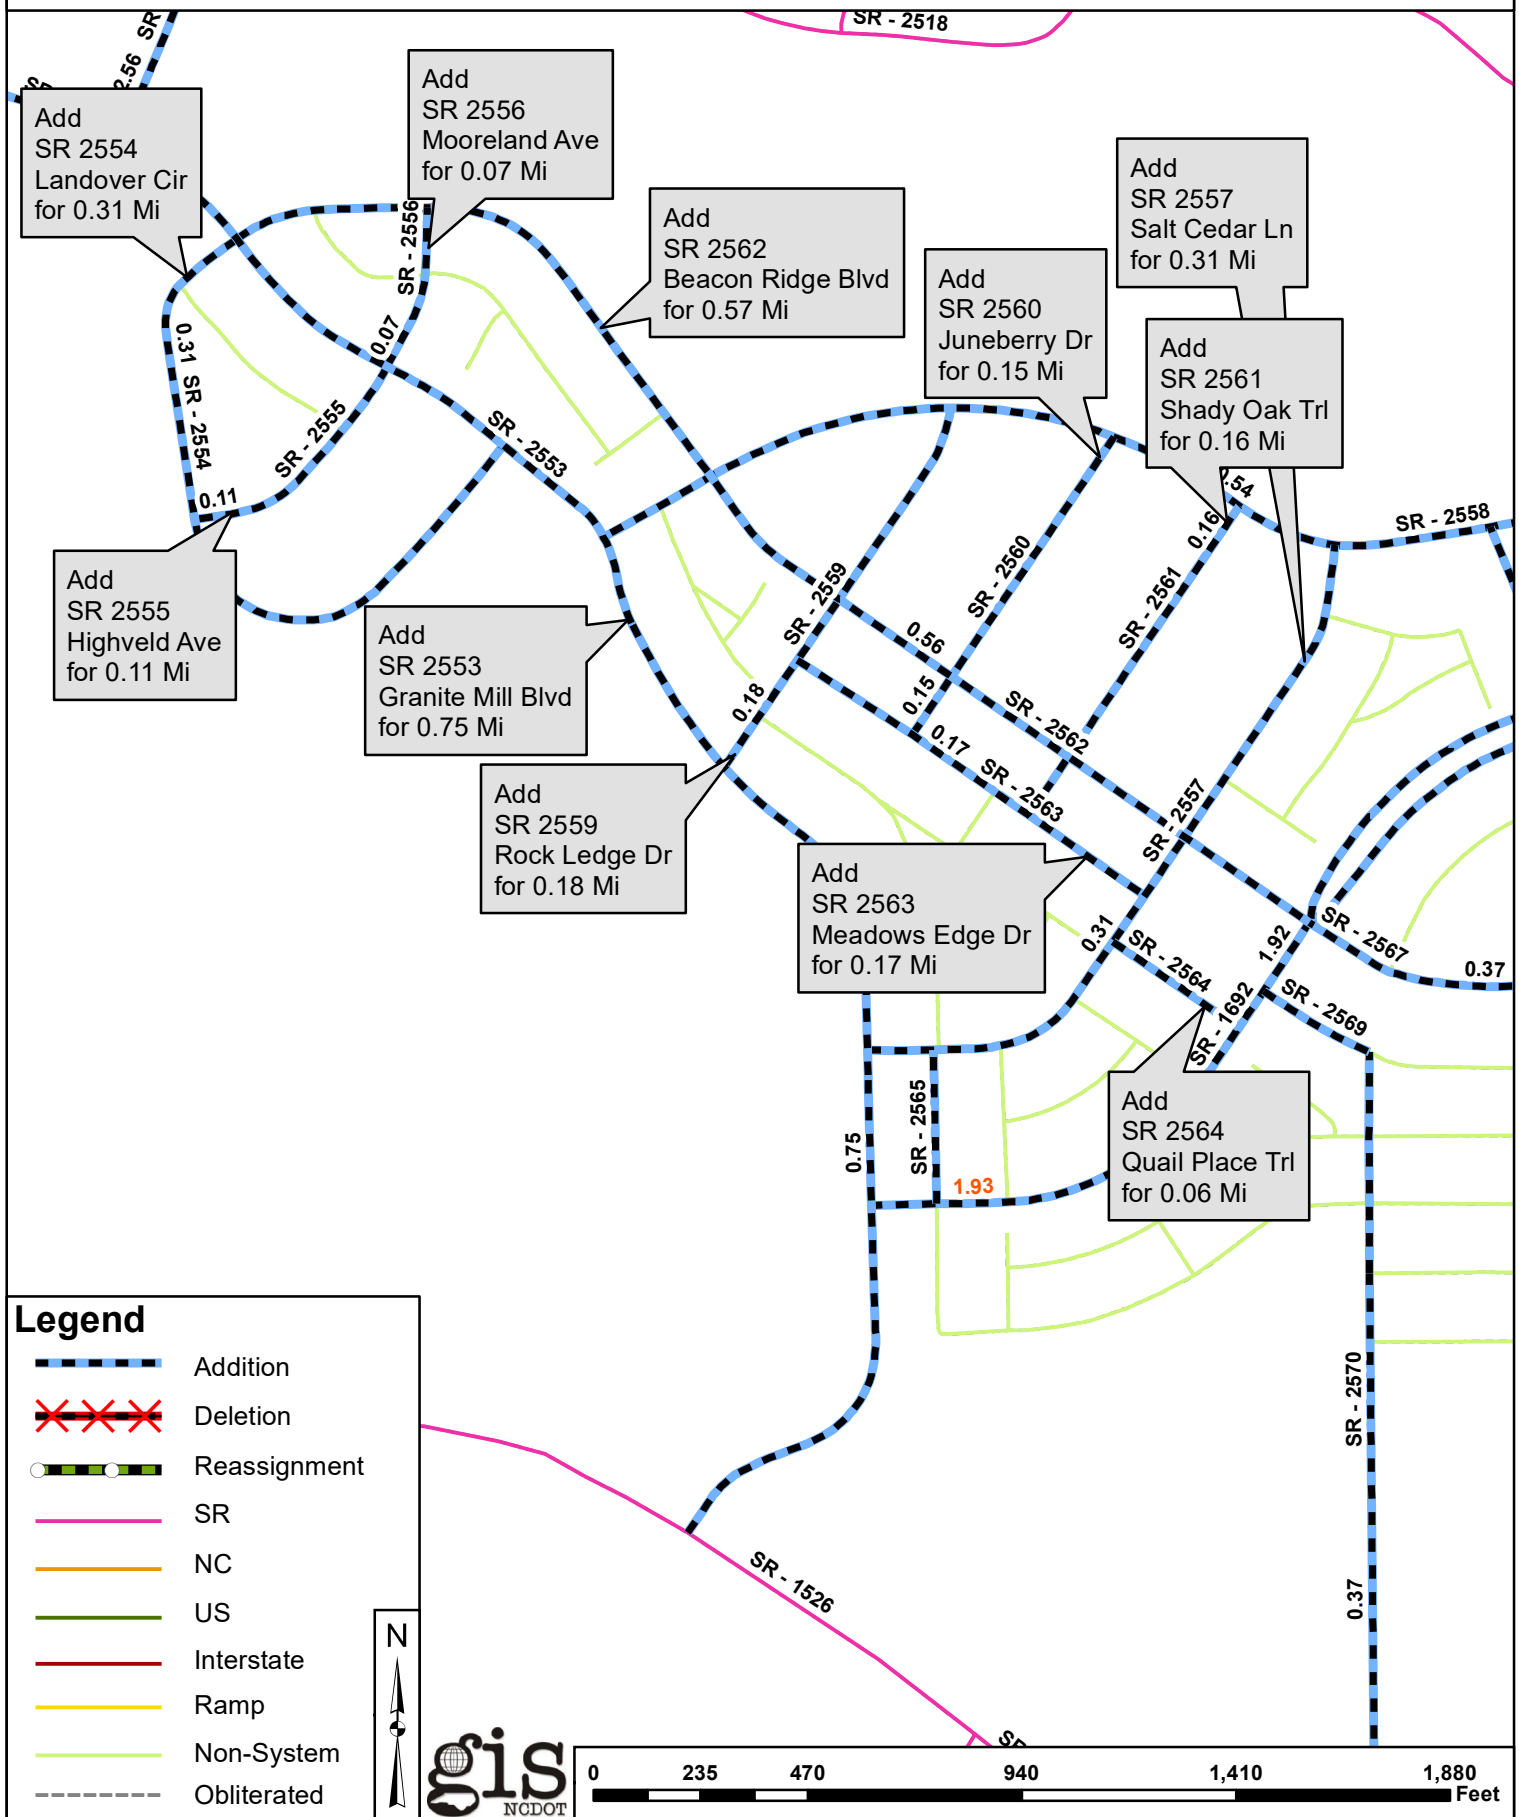 SR - 2518
SR
2.56
Add
SR 2554
Landover Cir
for 0.31 Mi
Add
SR 2556
Mooreland Ave
for 0.07 Mi
Add
SR 2562
Beacon Ridge Blvd
for 0.57 Mi
Add
SR 2557
Salt Cedar Ln
for 0.31 Mi
Add
SR 2560
Juneberry Dr
for 0.15 Mi
Add
SR 2561
Shady Oak Trl
for 0.16 Mi
SR - 2556
0.07
0.31
SR - 2554
SR - 2555
0.11
SR - 2553
.54
0.16
SR - 2558
SR - 2559
SR - 2560
SR - 2561
0.56
0.15
0.18
SR - 2562
0.17
SR - 2563
SR - 2557
Add
SR 2555
Highveld Ave
for 0.11 Mi
Add
SR 2553
Granite Mill Blvd
for 0.75 Mi
Add
SR 2559
Rock Ledge Dr
for 0.18 Mi
Add
SR 2563
Meadows Edge Dr
for 0.17 Mi
0.31
SR - 2564
1.92
SR - 2567
0.37
SR - 1692
SR - 2569
Add
SR 2564
Quail Place Trl
for 0.06 Mi
0.75
SR - 2565
1.93
SR - 2570
0.37
SR - 1526
SR
Legend
Addition
Deletion
Reassignment
SR
NC
US
Interstate
Ramp
Non-System
Obliterated
N
gis
NCDOT
0 235 470 940 1,410 1,880
Feet